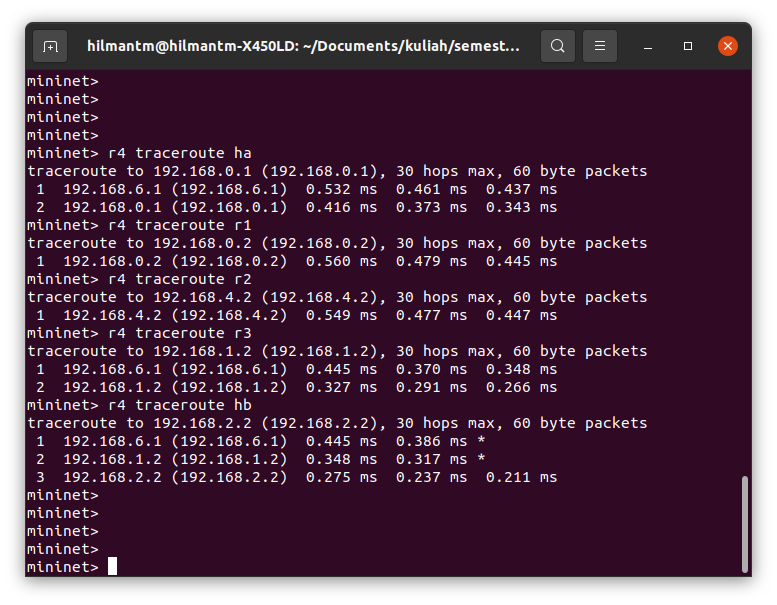 hilmantm@hilmantm-X450LD: ~/Documents/kuliah/semest...
mininet>
mininet>
mininet>
mininet>
mininet> r4 traceroute ha
traceroute to 192.168.0.1 (192.168.0.1), 30 hops max, 60 byte packets
 1  192.168.6.1 (192.168.6.1)  0.532 ms  0.461 ms  0.437 ms
 2  192.168.0.1 (192.168.0.1)  0.416 ms  0.373 ms  0.343 ms
mininet> r4 traceroute r1
traceroute to 192.168.0.2 (192.168.0.2), 30 hops max, 60 byte packets
 1  192.168.0.2 (192.168.0.2)  0.560 ms  0.479 ms  0.445 ms
mininet> r4 traceroute r2
traceroute to 192.168.4.2 (192.168.4.2), 30 hops max, 60 byte packets
 1  192.168.4.2 (192.168.4.2)  0.549 ms  0.477 ms  0.447 ms
mininet> r4 traceroute r3
traceroute to 192.168.1.2 (192.168.1.2), 30 hops max, 60 byte packets
 1  192.168.6.1 (192.168.6.1)  0.445 ms  0.370 ms  0.348 ms
 2  192.168.1.2 (192.168.1.2)  0.327 ms  0.291 ms  0.266 ms
mininet> r4 traceroute hb
traceroute to 192.168.2.2 (192.168.2.2), 30 hops max, 60 byte packets
 1  192.168.6.1 (192.168.6.1)  0.445 ms  0.386 ms *
 2  192.168.1.2 (192.168.1.2)  0.348 ms  0.317 ms *
 3  192.168.2.2 (192.168.2.2)  0.275 ms  0.237 ms  0.211 ms
mininet>
mininet>
mininet>
mininet>
mininet>